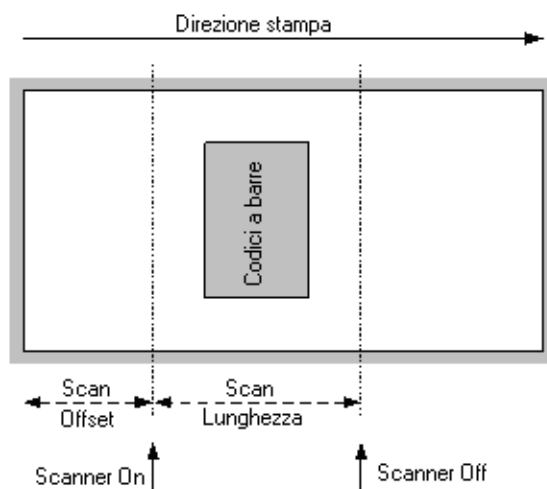 Direzione stampa
Codici a barre
Scan
Scan
Offset
Lunghezza
Scanner On
Scanner Off